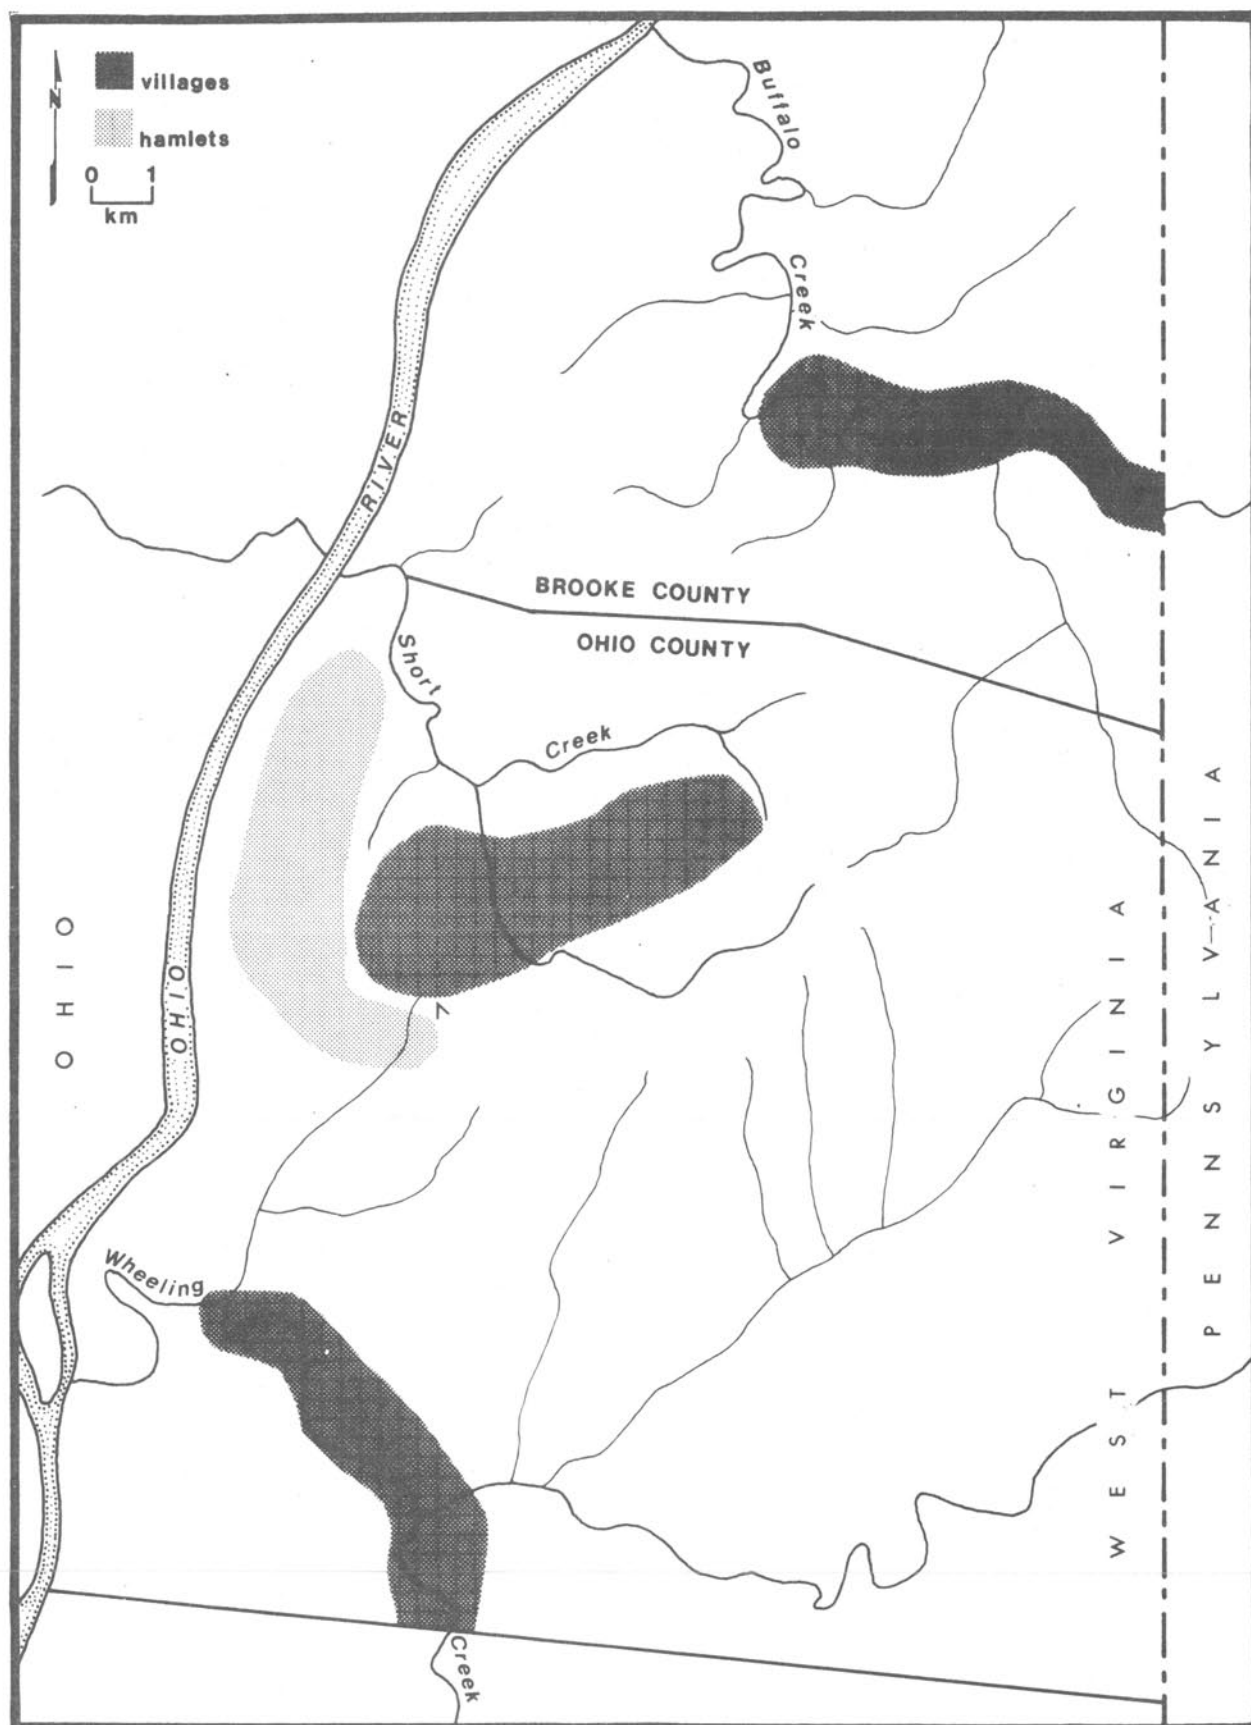 N
villages
hamlets
0 1
km
Buffalo
Creek
RIVER
BROOKE COUNTY
OHIO COUNTY
Short
Creek
OHIO
OHIO
WEST VIRGINIA
PENNSYLVANIA
Wheeling
Creek